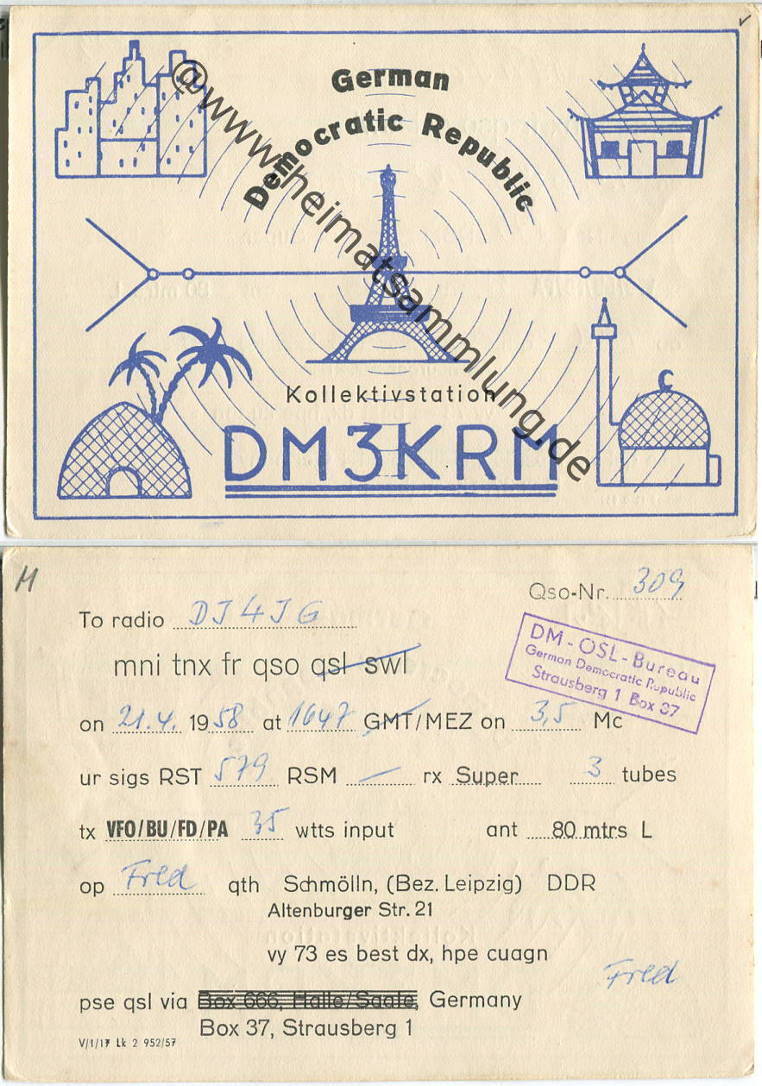 German
Democratic Republic
@www.heimatsammlung.de
Kollektivstation
DM3KRM
M
Qso-Nr. 309
To radio DJ4JG
DM-QSL-Bureau
German Democratic Republic
Strausberg 1 Box 37
mni tnx fr qso qsl swl
on 21.4. 1958 at 1647 GMT/MEZ on 3,5 Mc
ur sigs RST 579 RSM — rx Super 3 tubes
tx VFO/BU/FD/PA 35 wtts input ant 80 mtrs L
op Fred qth Schmölln, (Bez. Leipzig) DDR
Altenburger Str. 21
vy 73 es best dx, hpe cuagn
Fred
pse qsl via Box 666, Halle/Saale, Germany
Box 37, Strausberg 1
V/1/17 Lk 2 952/57